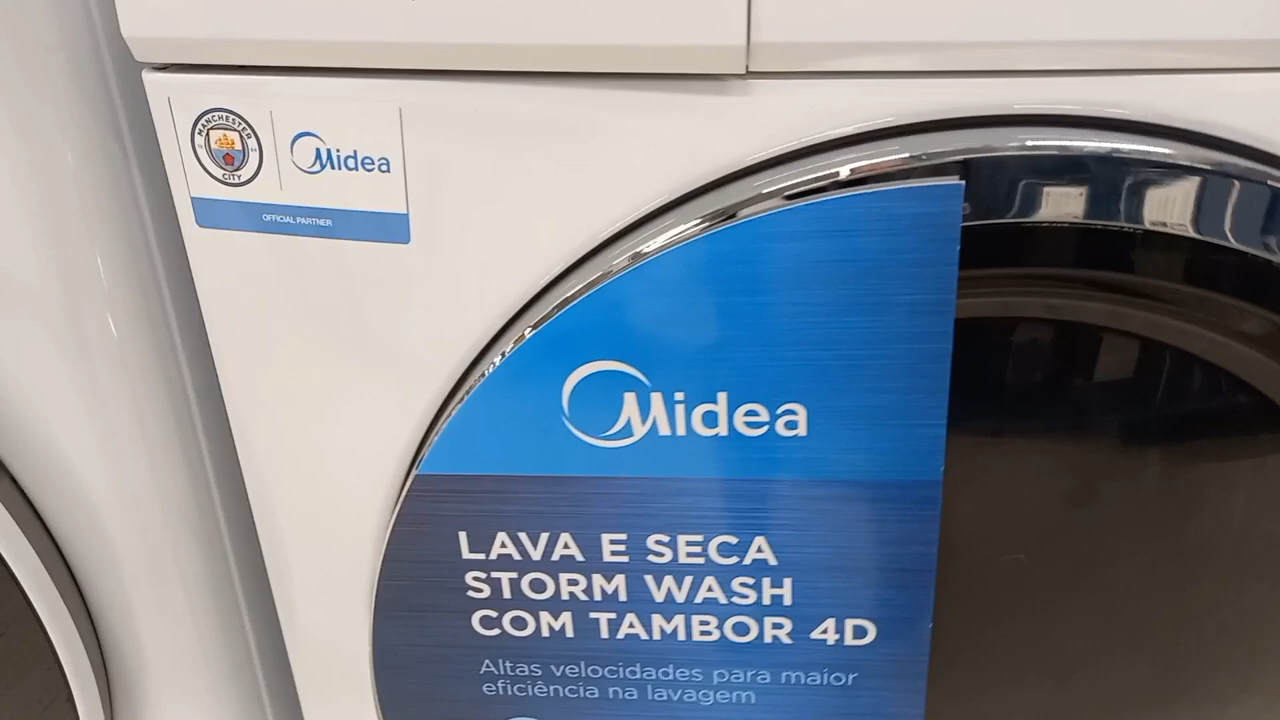 MANCHESTER
CITY
Midea
OFFICIAL PARTNER
Midea
LAVA E SECA
STORM WASH
COM TAMBOR 4D
Altas velocidades para maior
eficiência na lavagem